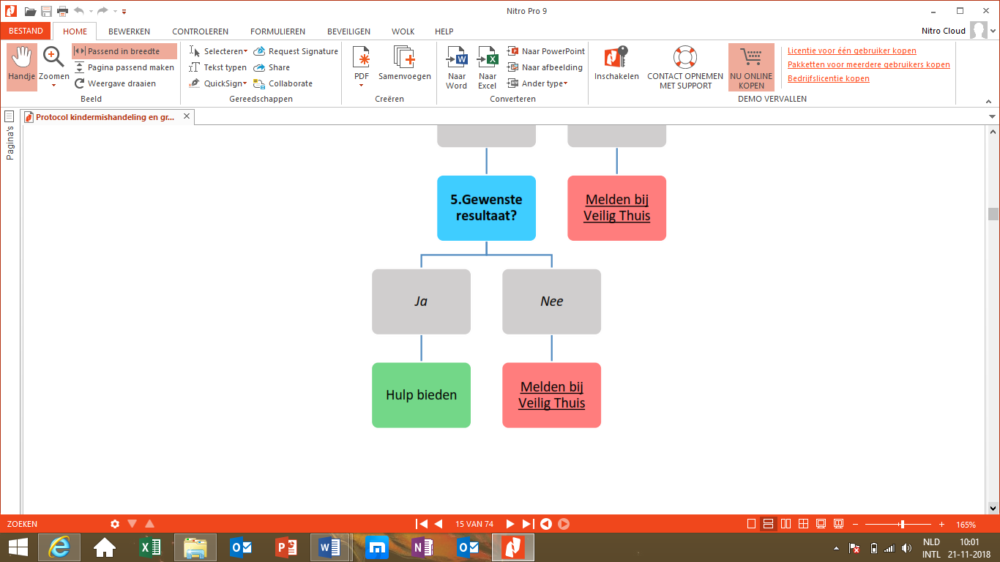 Nitro Pro 9
BESTAND HOME BEWERKEN CONTROLEREN FORMULIEREN BEVEILIGEN WOLK HELP Nitro Cloud
Handje
Zoomen
Passend in breedte
Pagina passend maken
Weergave draaien
Beeld
Selecteren
Tekst typen
QuickSign
Request Signature
Share
Collaborate
Gereedschappen
PDF
Samenvoegen
Creëren
Naar
Word
Naar
Excel
Naar PowerPoint
Naar afbeelding
Ander type
Converteren
Inschakelen
CONTACT OPNEMEN
MET SUPPORT
NU ONLINE
KOPEN
Licentie voor één gebruiker kopen
Pakketten voor meerdere gebruikers kopen
Bedrijfslicentie kopen
DEMO VERVALLEN
Protocol kindermishandeling en gr...
Pagina's
5.Gewenste
resultaat?
Melden bij
Veilig Thuis
Ja
Nee
Hulp bieden
Melden bij
Veilig Thuis
ZOEKEN
15 VAN 74
165%
NLD
INTL
10:01
21-11-2018